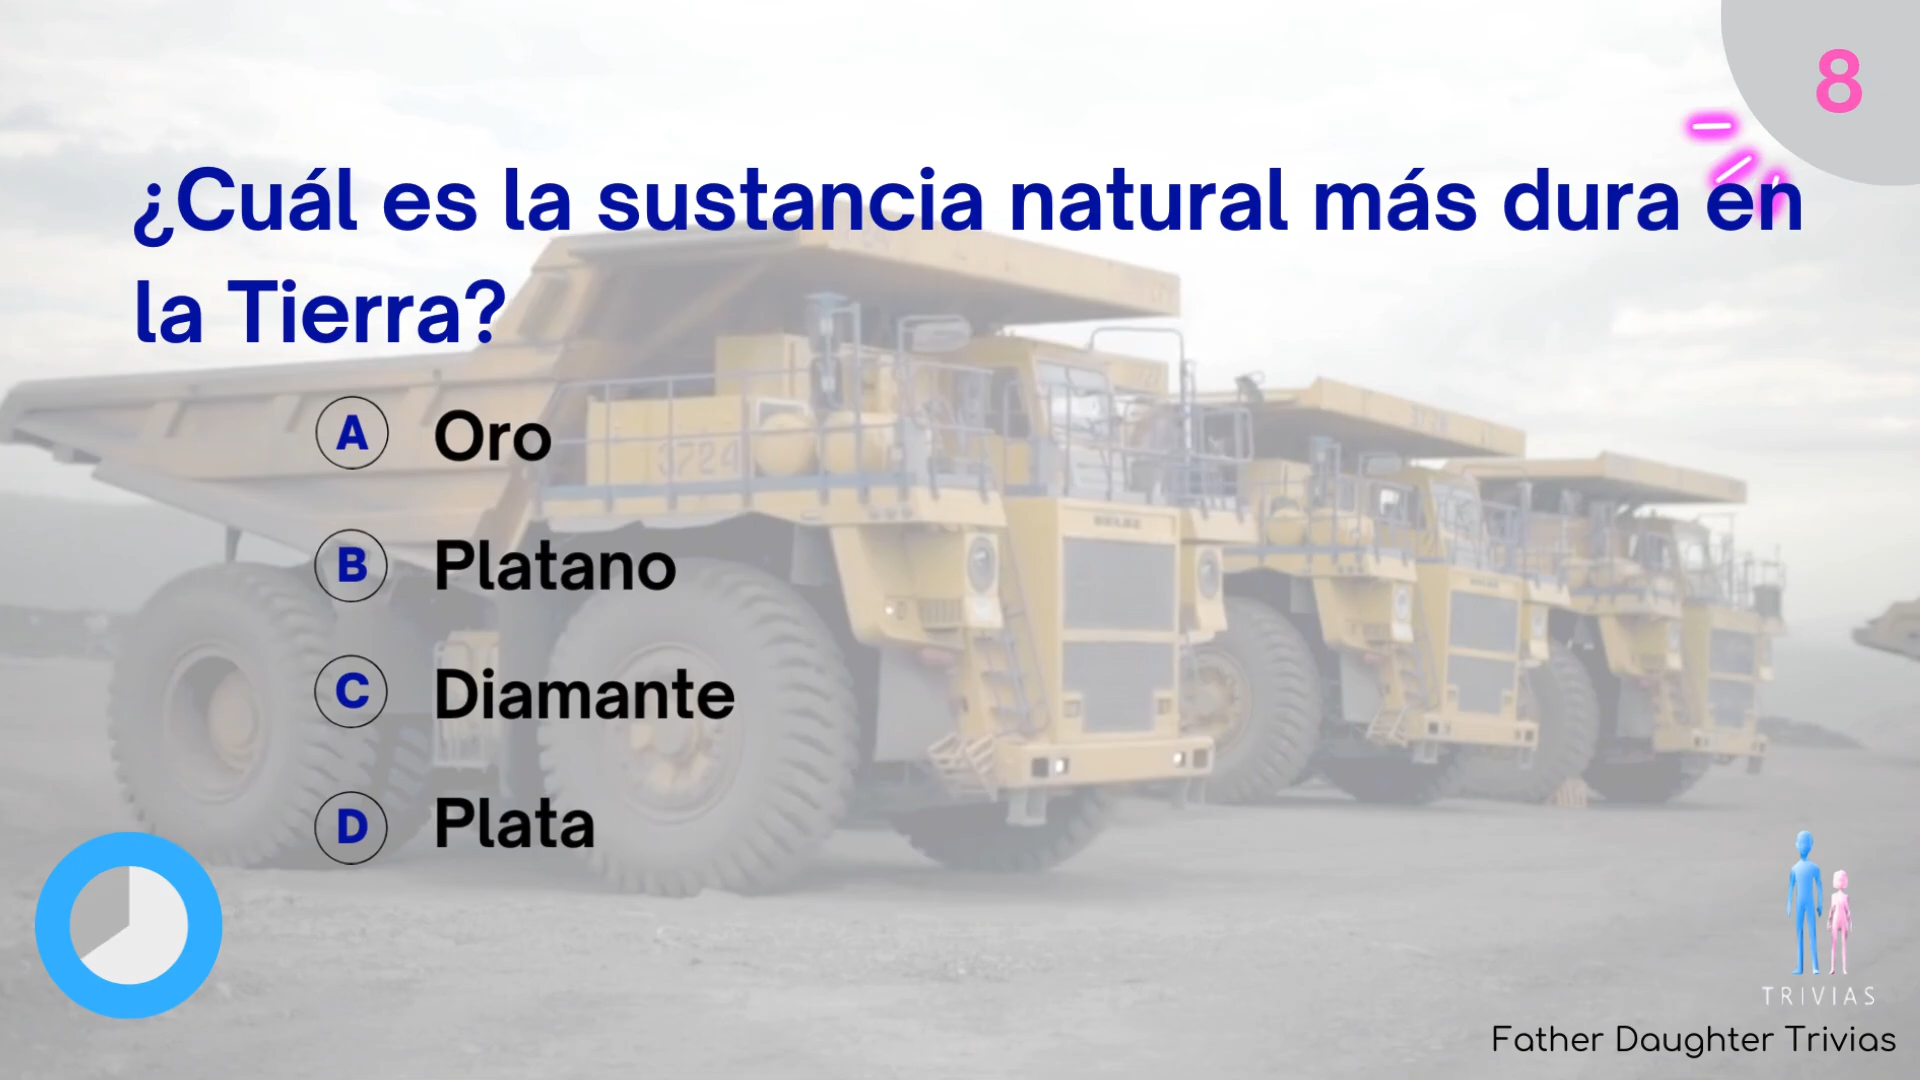 8
¿Cuál es la sustancia natural más dura en
la Tierra?
A Oro
B Platano
C Diamante
D Plata
3724
TRIVIAS
Father Daughter Trivias